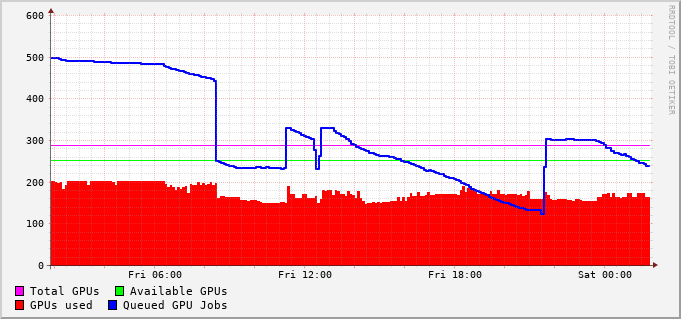 600
500
400
300
200
100
0
Fri 06:00 Fri 12:00 Fri 18:00 Sat 00:00
Total GPUs Available GPUs
GPUs used Queued GPU Jobs
RRDTOOL / TOBI OETIKER